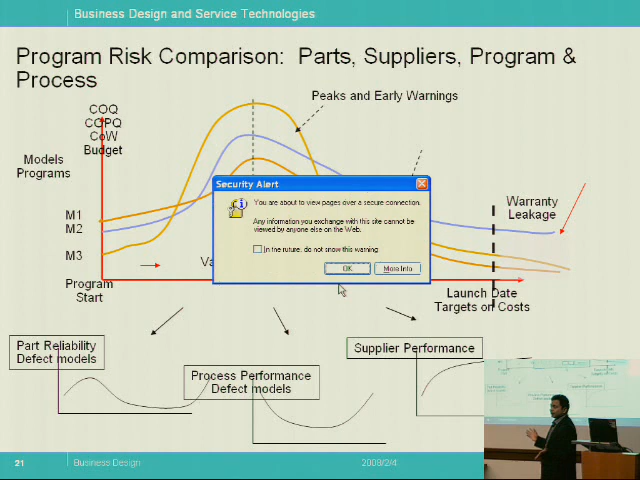 Business Design and Service Technologies
Program Risk Comparison: Parts, Suppliers, Program &
Process
Peaks and Early Warnings
COQ
COPQ
CoW
Budget
Models
Programs
M1
M2
M3
Program
Start
Va
Security Alert
You are about to view pages over a secure connection.
Any information you exchange with this site cannot be
viewed by anyone else on the Web.
In the future, do not show this warning
OK
More Info
Warranty
Leakage
Launch Date
Targets on Costs
Part Reliability
Defect models
Process Performance
Defect models
Supplier Performance
21
Business Design
2008/2/4